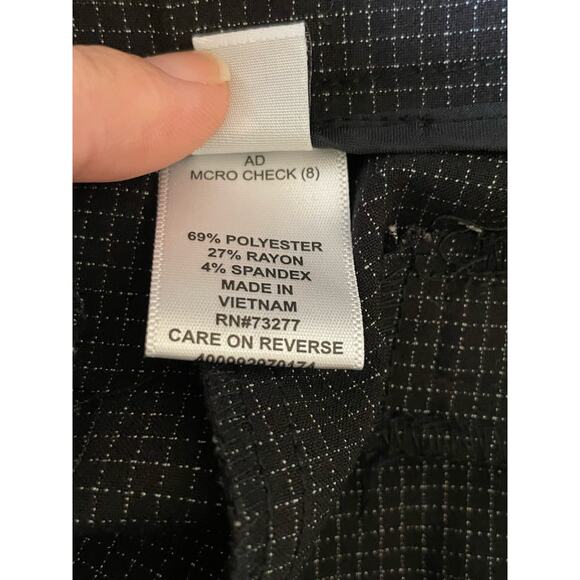 AD
MCRO CHECK (8)
69% POLYESTER
27% RAYON
4% SPANDEX
MADE IN
VIETNAM
RN#73277
CARE ON REVERSE